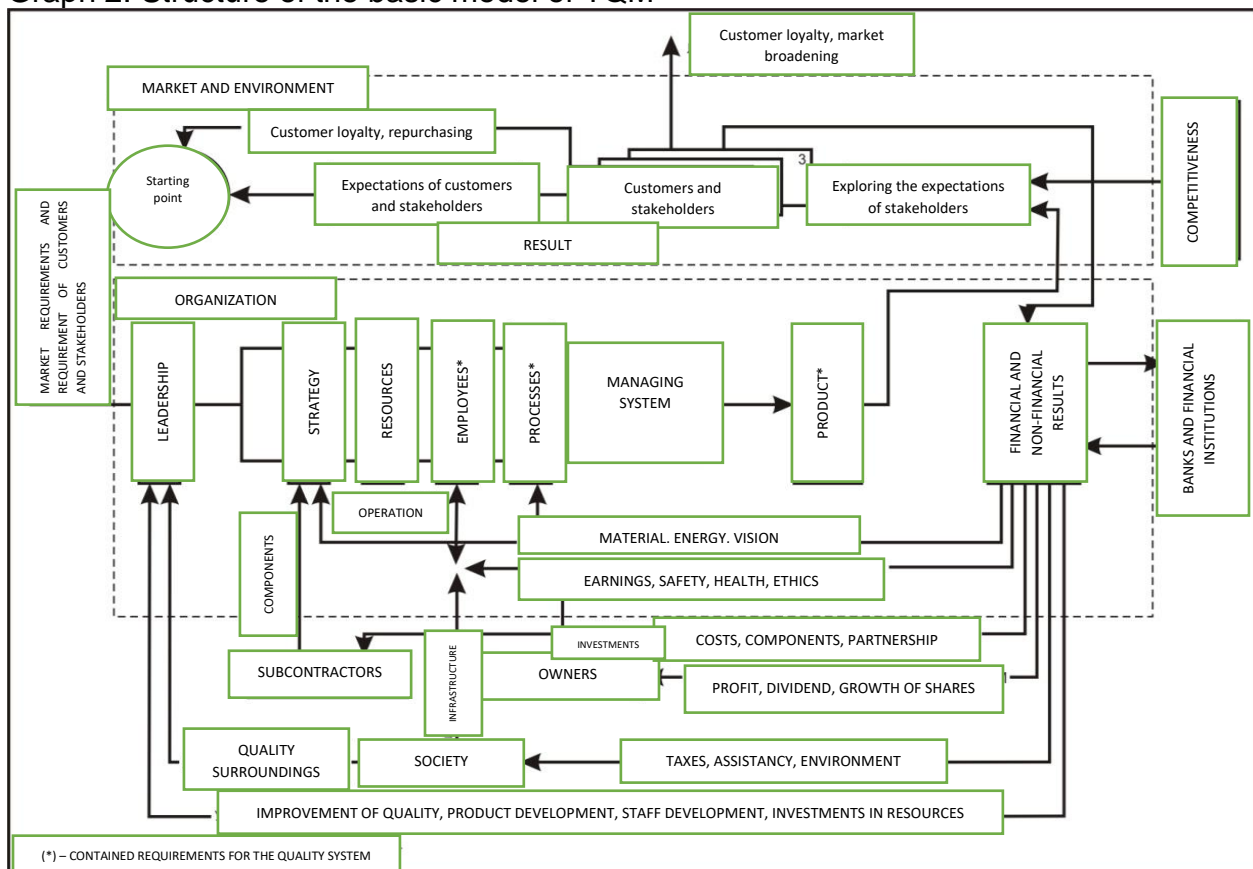 Graph 2. Structure of the basic model of TQM
Customer loyalty, market
broadening
MARKET AND ENVIRONMENT
Customer loyalty, repurchasing
Starting
point
Expectations of customers
and stakeholders
Customers and
stakeholders
3
Exploring the expectations
of stakeholders
COMPETITIVENESS
RESULT
MARKET REQUIREMENTS AND
REQUIREMENT OF CUSTOMERS
AND STAKEHOLDERS
ORGANIZATION
LEADERSHIP
STRATEGY
RESOURCES
EMPLOYEES*
PROCESSES*
MANAGING
SYSTEM
PRODUCT*
FINANCIAL AND
NON-FINANCIAL
RESULTS
BANKS AND FINANCIAL
INSTITUTIONS
OPERATION
COMPONENTS
MATERIAL. ENERGY. VISION
EARNINGS, SAFETY, HEALTH, ETHICS
INFRASTRUCTURE
INVESTMENTS
COSTS, COMPONENTS, PARTNERSHIP
SUBCONTRACTORS
OWNERS
PROFIT, DIVIDEND, GROWTH OF SHARES
QUALITY
SURROUNDINGS
SOCIETY
TAXES, ASSISTANCY, ENVIRONMENT
IMPROVEMENT OF QUALITY, PRODUCT DEVELOPMENT, STAFF DEVELOPMENT, INVESTMENTS IN RESOURCES
(*) – CONTAINED REQUIREMENTS FOR THE QUALITY SYSTEM